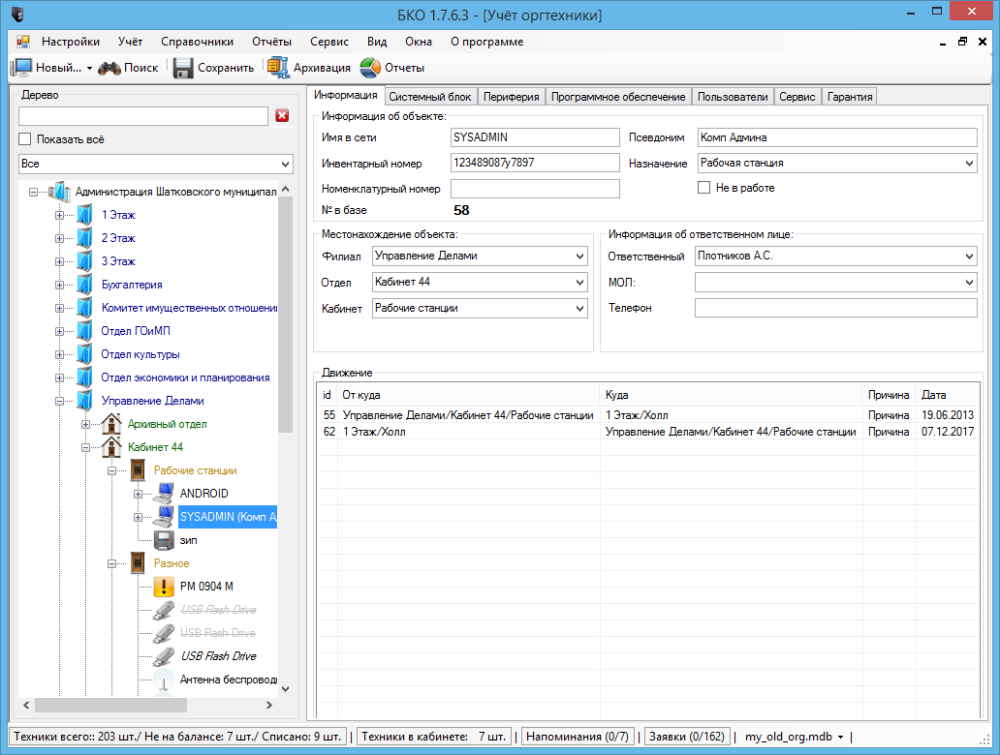 БКО 1.7.6.3 - [Учёт оргтехники]
Настройки Учёт Справочники Отчёты Сервис Вид Окна О программе
Новый... Поиск Сохранить Архивация Отчеты
Дерево
Показать всё
Все
Администрация Шатковского муниципал
1 Этаж
2 Этаж
3 Этаж
Бухгалтерия
Комитет имущественных отношени
Отдел ГОиМП
Отдел культуры
Отдел экономики и планирования
Управление Делами
Архивный отдел
Кабинет 44
Рабочие станции
ANDROID
SYSADMIN (Комп А
зип
Разное
PM 0904 M
USB Flash Drive
USB Flash Drive
USB Flash Drive
Антенна беспровод
Информация Системный блок Периферия Программное обеспечение Пользователи Сервис Гарантия
Информация об объекте:
Имя в сети SYSADMIN Псевдоним Комп Админа
Инвентарный номер 123489087y7897 Назначение Рабочая станция
Номенклатурный номер Не в работе
№ в базе 58
Местонахождение объекта: Информация об ответственном лице:
Филиал Управление Делами Ответственный Плотников А.С.
Отдел Кабинет 44 МОЛ:
Кабинет Рабочие станции Телефон
Движение
id От куда Куда Причина Дата
55 Управление Делами/Кабинет 44/Рабочие станции 1 Этаж/Холл Причина 19.06.2013
62 1 Этаж/Холл Управление Делами/Кабинет 44/Рабочие станции Причина 07.12.2017
Техники всего:: 203 шт./ Не на балансе: 7 шт./ Списано: 9 шт. | Техники в кабинете: 7 шт. | Напоминания (0/7) | Заявки (0/162) | my_old_org.mdb |